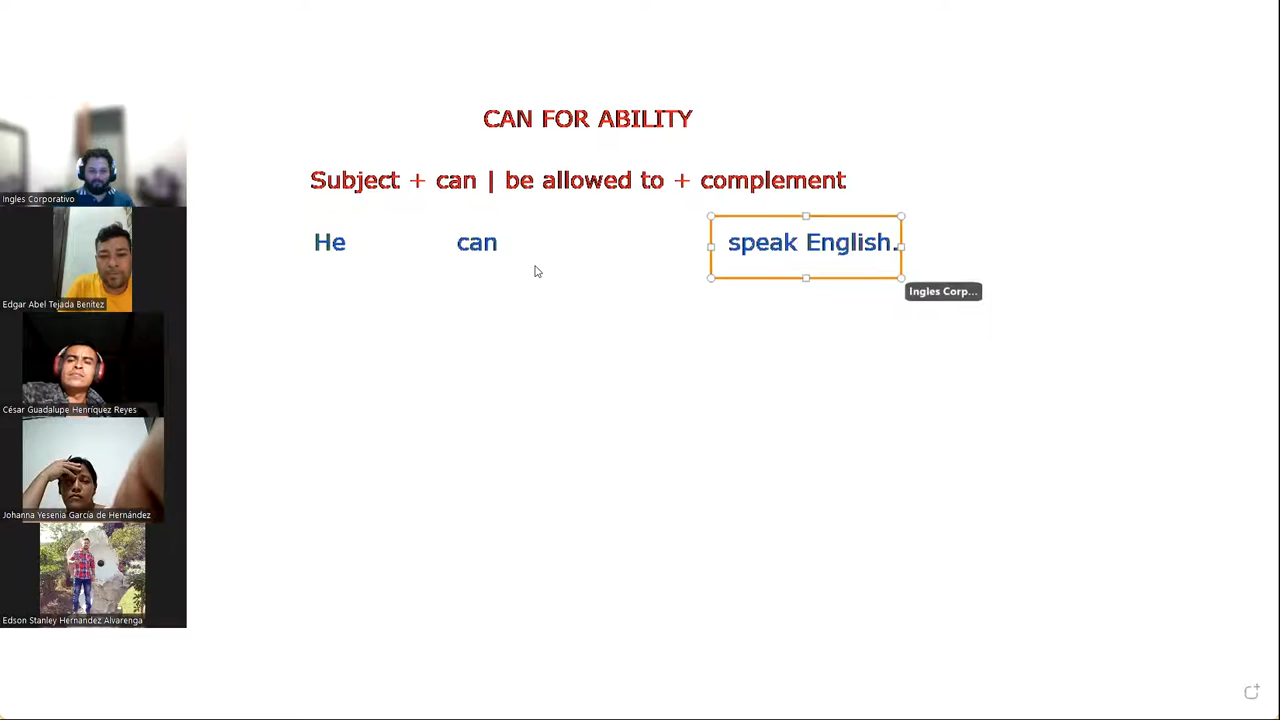 CAN FOR ABILITY
Subject + can | be allowed to + complement
He can speak English.
Ingles Corp...
Ingles Corporativo
Edgar Abel Tejada Benitez
César Guadalupe Henríquez Reyes
Johanna Yesenia García de Hernández
Edson Stanley Hernandez Alvarenga